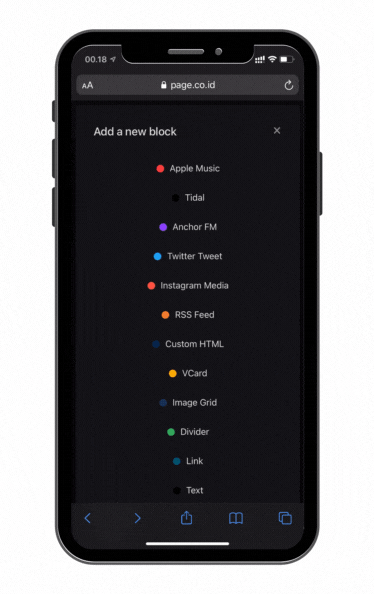 00.18
AA page.co.id
Add a new block ×
Apple Music
Tidal
Anchor FM
Twitter Tweet
Instagram Media
RSS Feed
Custom HTML
VCard
Image Grid
Divider
Link
Text